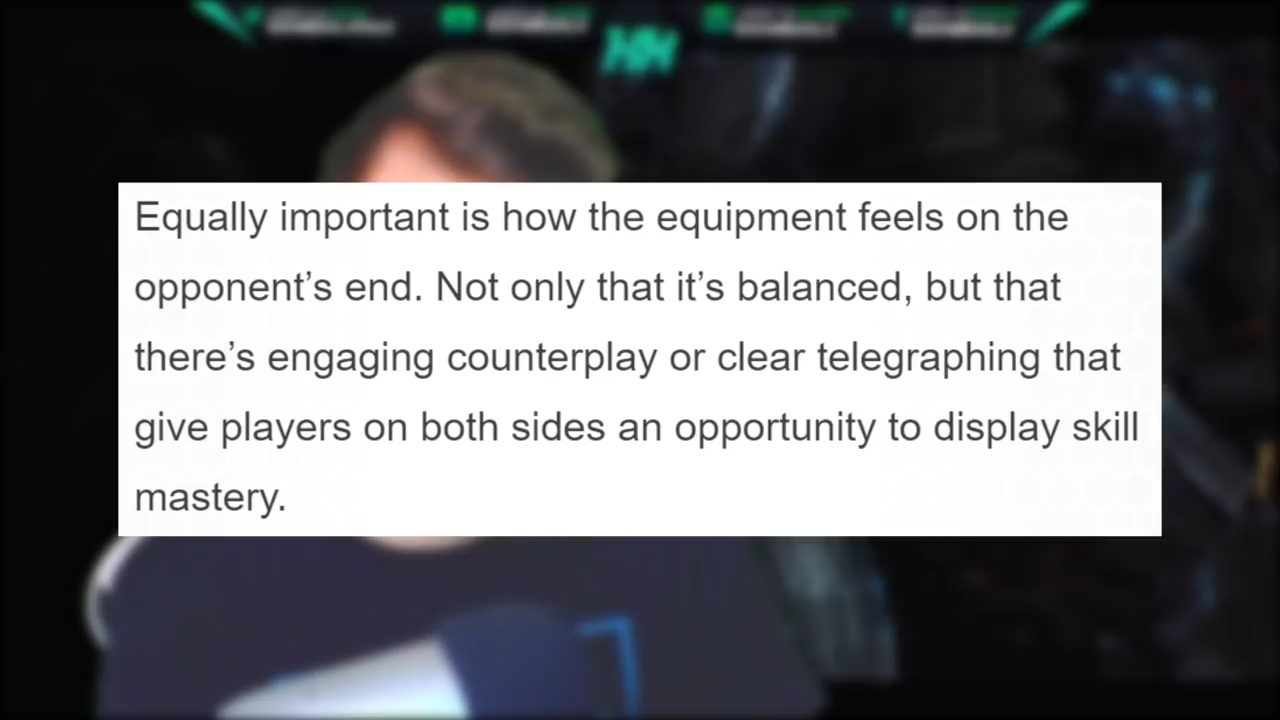 HH
Equally important is how the equipment feels on the
opponent’s end. Not only that it’s balanced, but that
there’s engaging counterplay or clear telegraphing that
give players on both sides an opportunity to display skill
mastery.